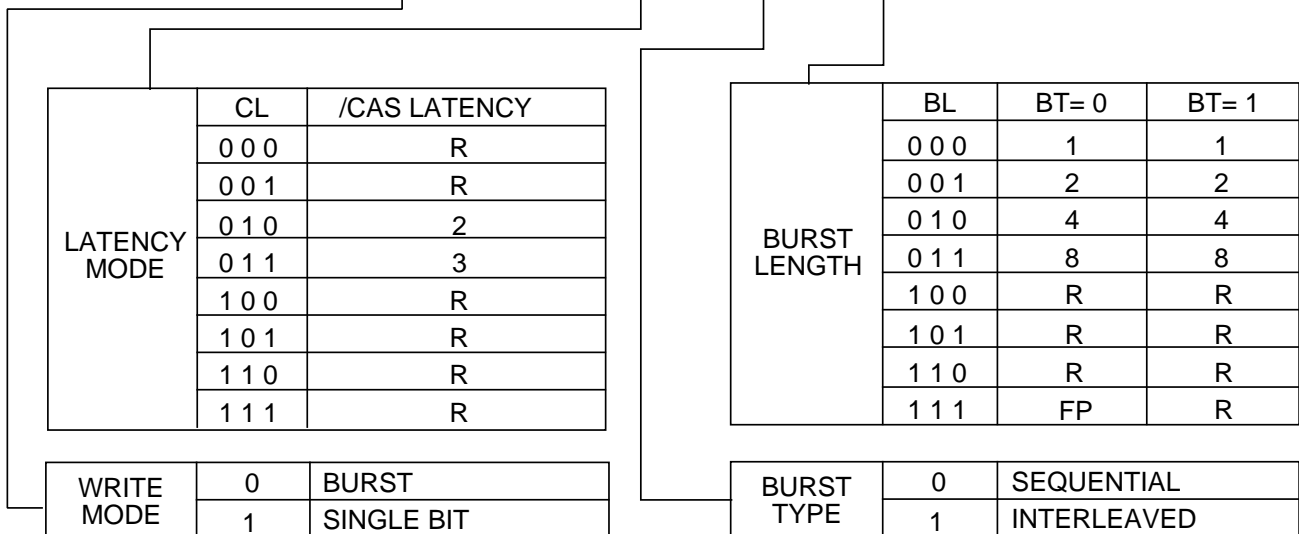 CL /CAS LATENCY
0 0 0 R
0 0 1 R
0 1 0 2
0 1 1 3
1 0 0 R
1 0 1 R
1 1 0 R
1 1 1 R
LATENCY
MODE
BL BT= 0 BT= 1
0 0 0 1 1
0 0 1 2 2
0 1 0 4 4
0 1 1 8 8
1 0 0 R R
1 0 1 R R
1 1 0 R R
1 1 1 FP R
BURST
LENGTH
WRITE
MODE
0 BURST
1 SINGLE BIT
BURST
TYPE
0 SEQUENTIAL
1 INTERLEAVED